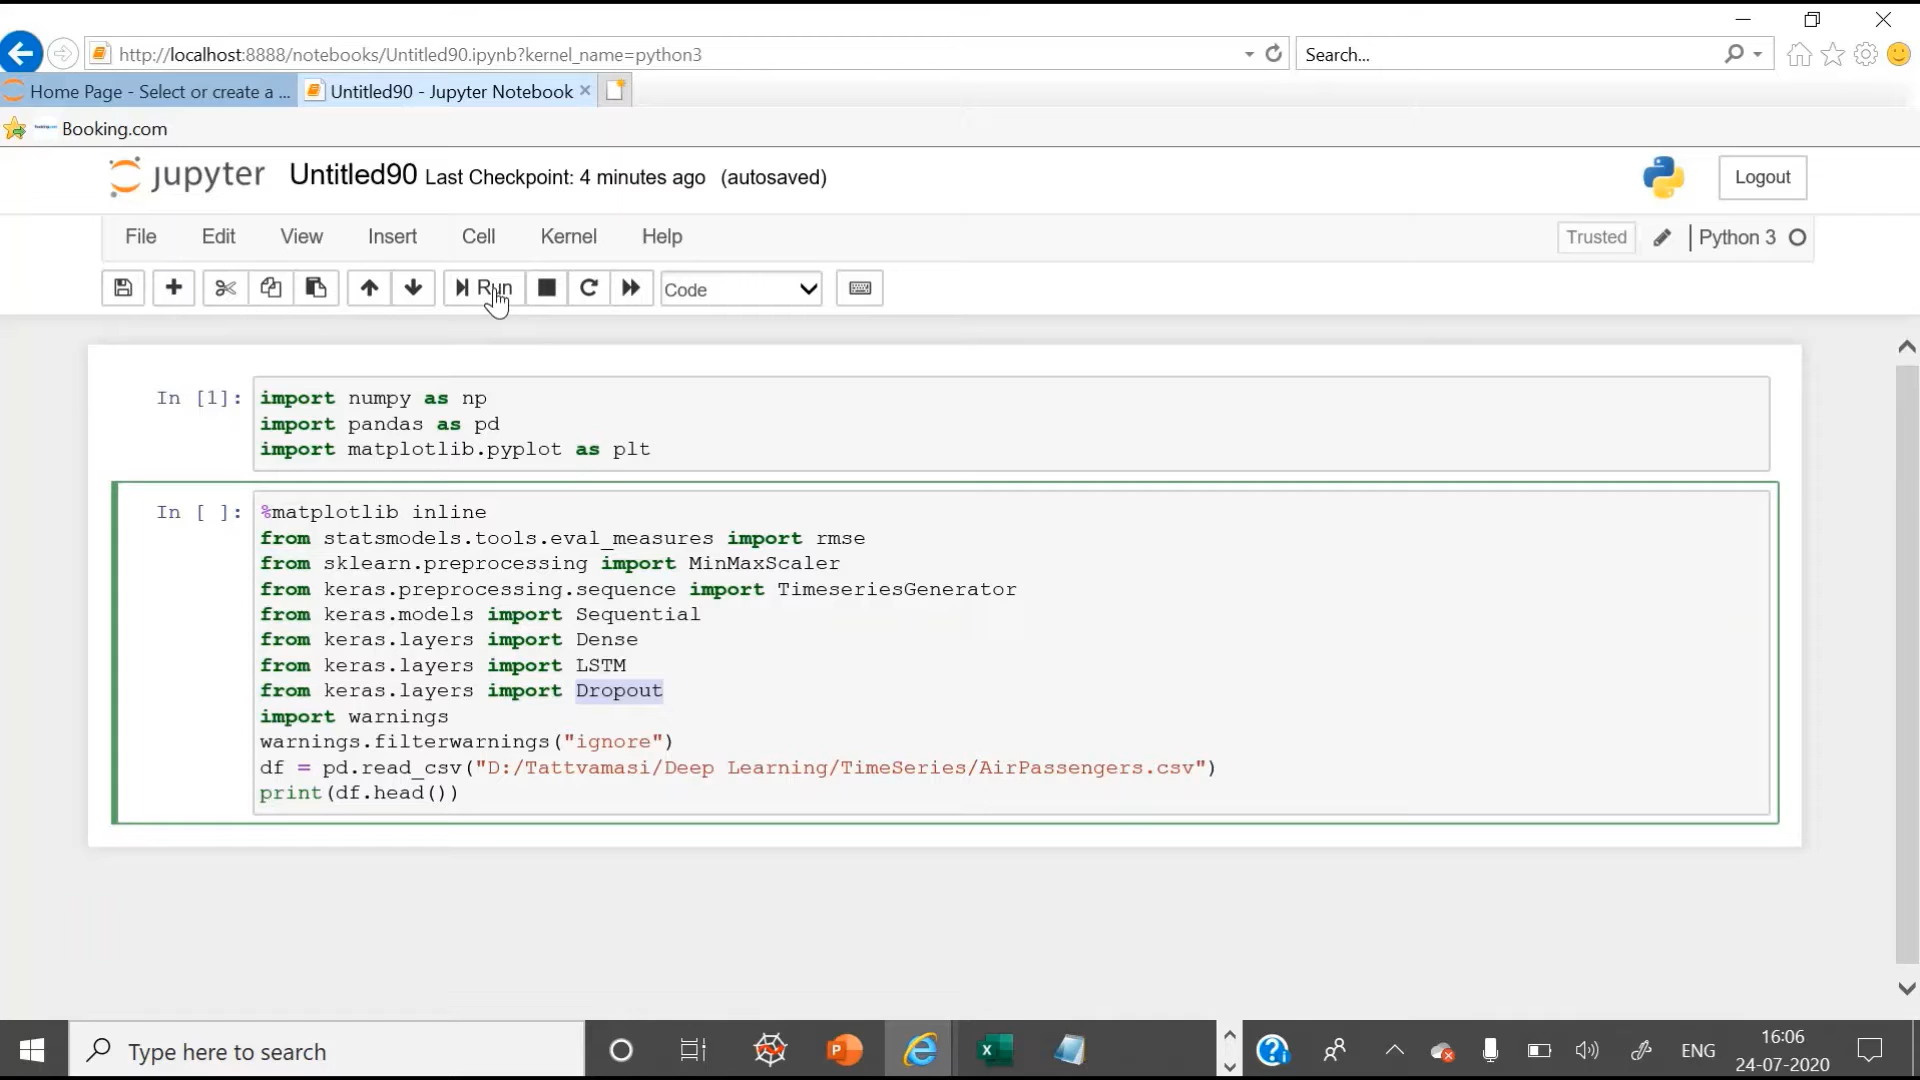 http://localhost:8888/notebooks/Untitled90.ipynb?kernel_name=python3
Search...
Home Page - Select or create a ...
Untitled90 - Jupyter Notebook
Booking.com
jupyter Untitled90 Last Checkpoint: 4 minutes ago (autosaved)
Logout
File Edit View Insert Cell Kernel Help
Trusted
Python 3
Run
Code
In [1]:
import numpy as np
import pandas as pd
import matplotlib.pyplot as plt
In [ ]:
%matplotlib inline
from statsmodels.tools.eval_measures import rmse
from sklearn.preprocessing import MinMaxScaler
from keras.preprocessing.sequence import TimeseriesGenerator
from keras.models import Sequential
from keras.layers import Dense
from keras.layers import LSTM
from keras.layers import Dropout
import warnings
warnings.filterwarnings("ignore")
df = pd.read_csv("D:/Tattvamasi/Deep Learning/TimeSeries/AirPassengers.csv")
print(df.head())
Type here to search
ENG
16:06
24-07-2020